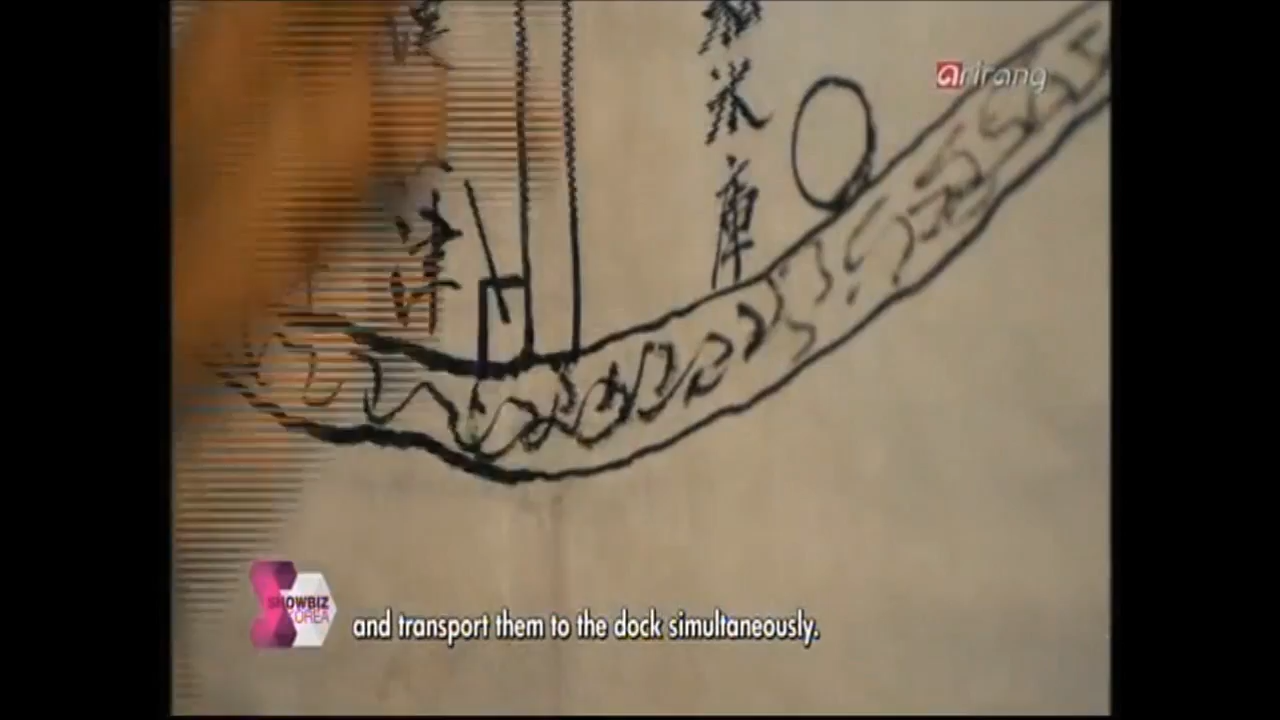 arirang
米庫
津
SHOWBIZ
KOREA
and transport them to the dock simultaneously.